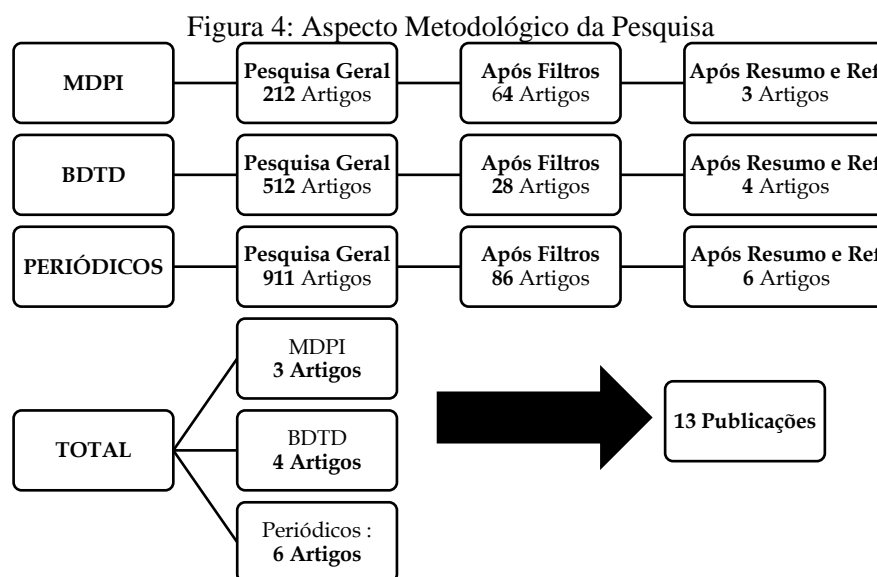 Figura 4: Aspecto Metodológico da Pesquisa
MDPI
Pesquisa Geral
212 Artigos
Após Filtros
64 Artigos
Após Resumo e Ref
3 Artigos
BDTD
Pesquisa Geral
512 Artigos
Após Filtros
28 Artigos
Após Resumo e Ref
4 Artigos
PERIÓDICOS
Pesquisa Geral
911 Artigos
Após Filtros
86 Artigos
Após Resumo e Ref
6 Artigos
TOTAL
MDPI
3 Artigos
BDTD
4 Artigos
Periódicos :
6 Artigos
13 Publicações